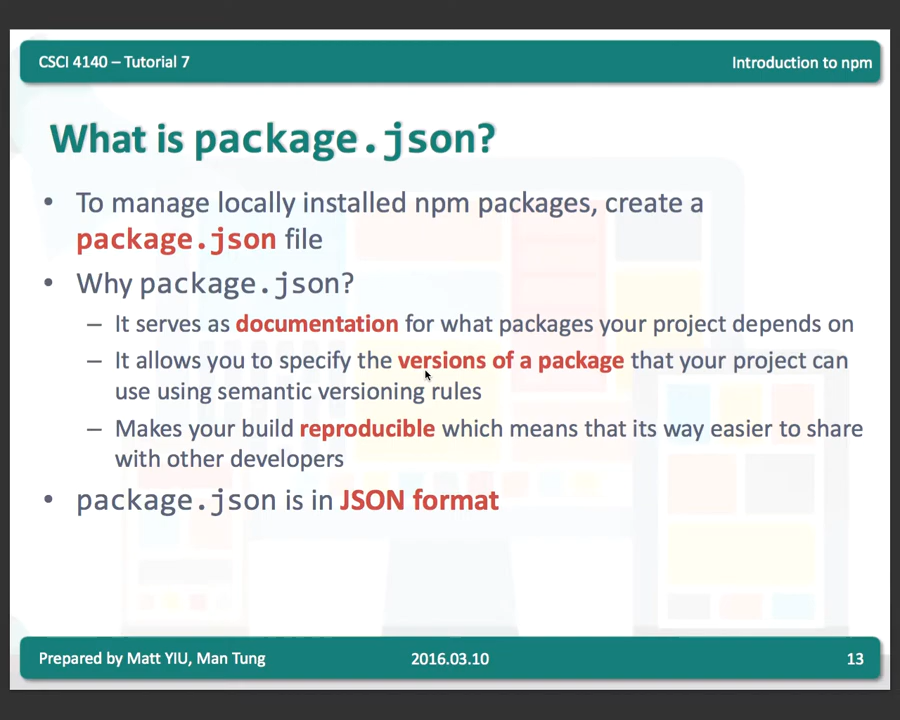 CSCI 4140 – Tutorial 7
Introduction to npm
What is package.json?
• To manage locally installed npm packages, create a
package.json file
• Why package.json?
– It serves as documentation for what packages your project depends on
– It allows you to specify the versions of a package that your project can
use using semantic versioning rules
– Makes your build reproducible which means that its way easier to share
with other developers
• package.json is in JSON format
Prepared by Matt YIU, Man Tung
2016.03.10
13